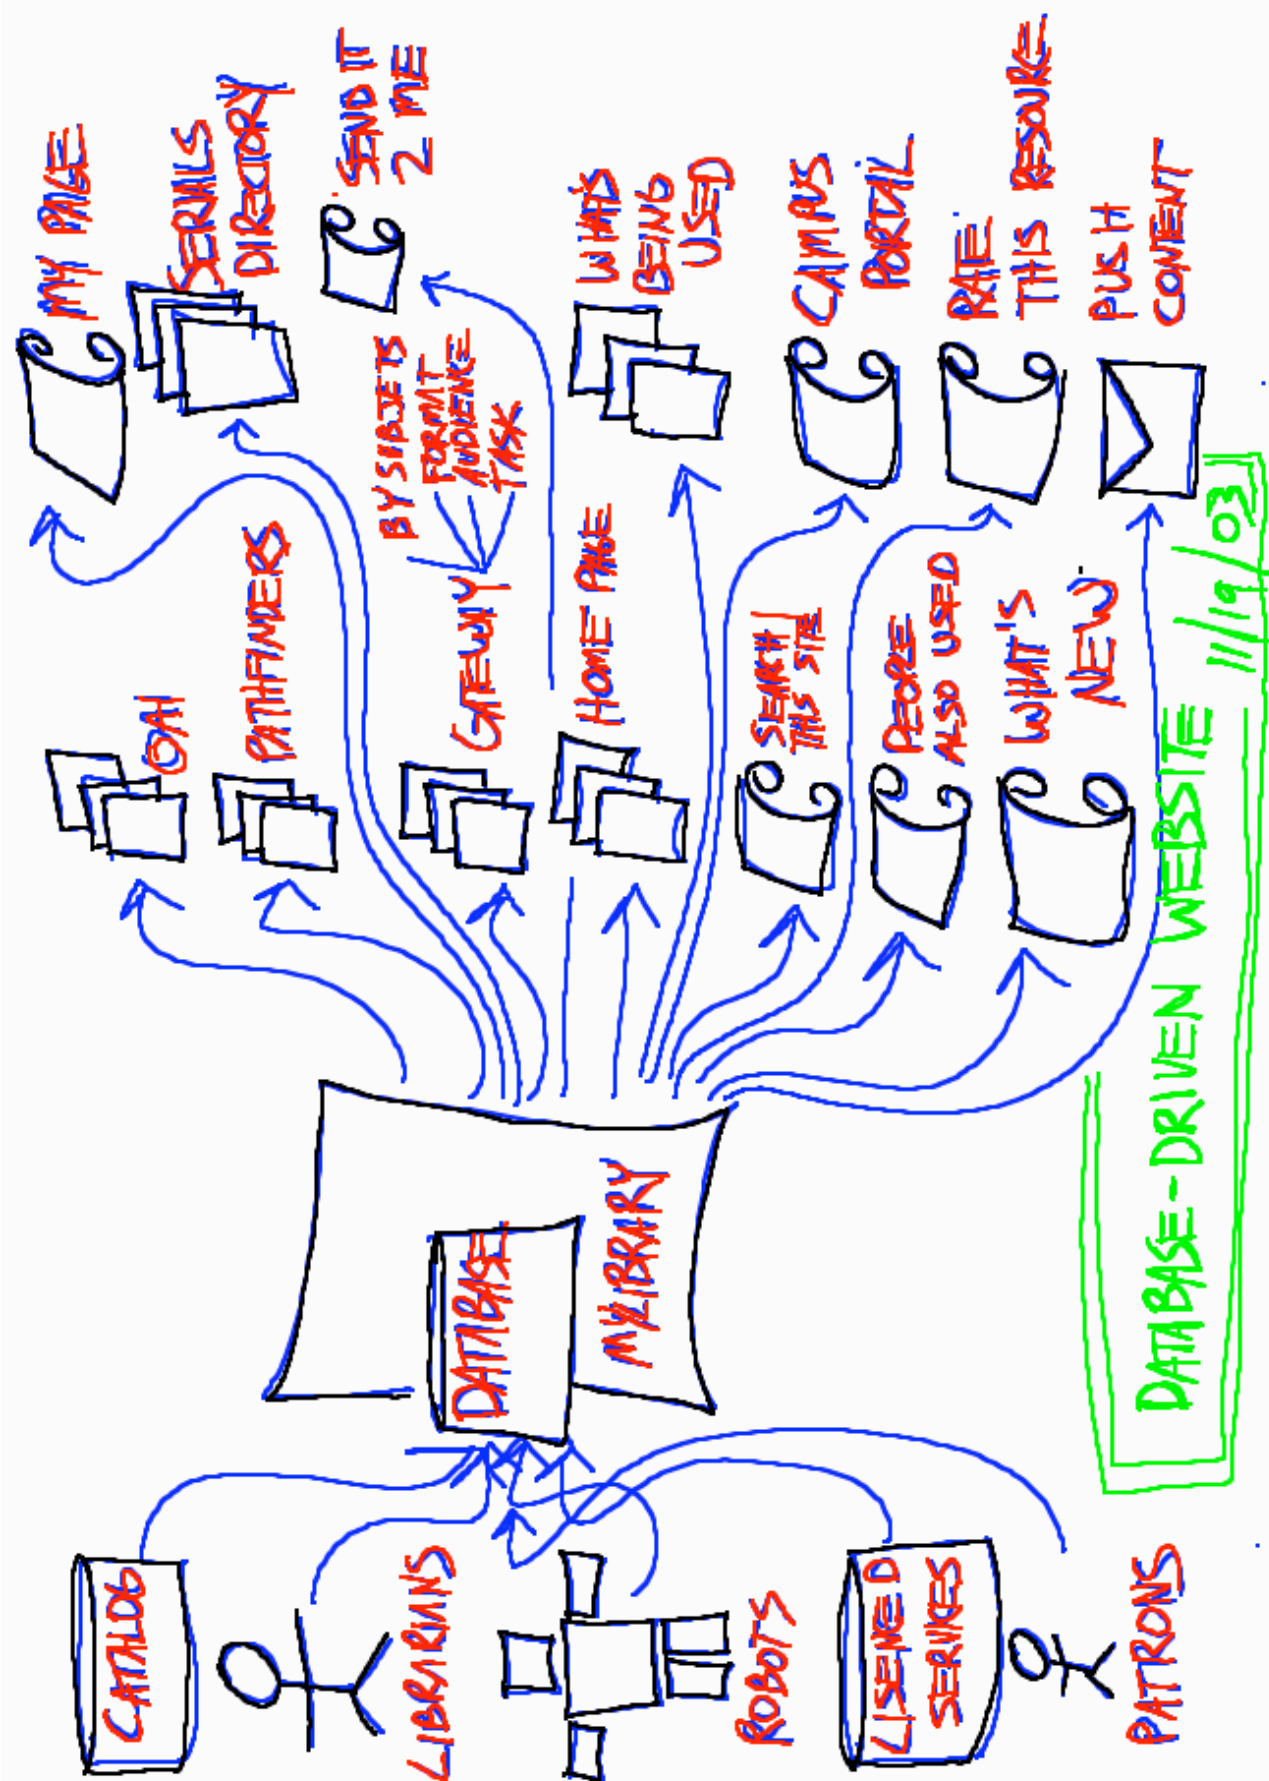 CATALOG
LIBRARIANS
ROBOTS
LISENED
SERVICES
PATRONS
DATABASE
MYLIBRARY
OAI
PATHFINDERS
GATEWAY
BY SUBJETS
FORMAT
AUDIENCE
TASK
HOME PAGE
SEARCH
THIS SITE
PEOPLE
ALSO USED
WHAT'S
NEW
MY PAGE
SERIALS
DIRECTORY
SEND IT
2 ME
WHAT'S
BEING
USED
CAMPUS
PORTAL
RATE
THIS RESOURCE
PUSH
CONTENT
DATABASE-DRIVEN WEBSITE 11/19/03